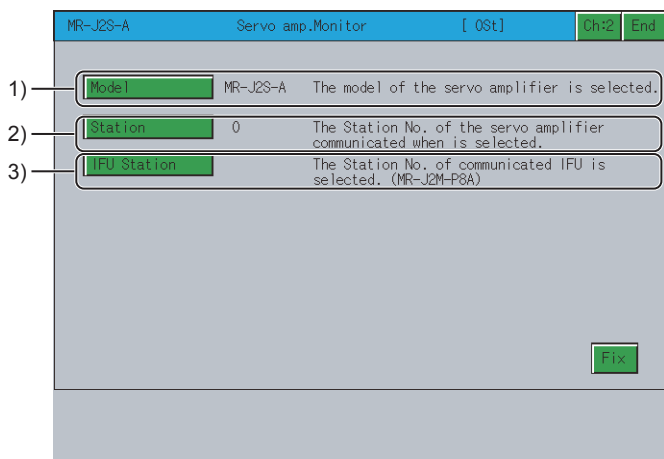 MR-J2S-A Servo amp.Monitor [ 0St] Ch:2 End
1) Model MR-J2S-A The model of the servo amplifier is selected.
2) Station 0 The Station No. of the servo amplifier
communicated when is selected.
3) IFU Station The Station No. of communicated IFU is
selected. (MR-J2M-P8A)
Fix